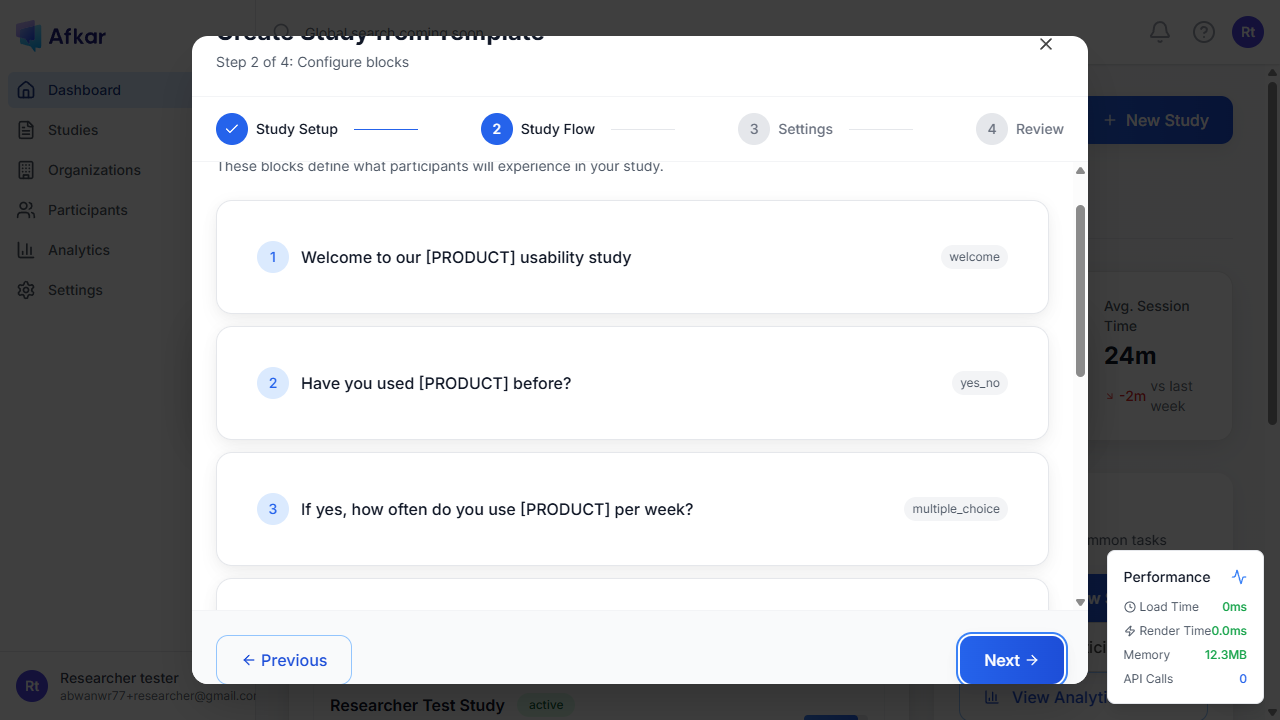 Afkar
Global search coming soon
Rt
Dashboard
Studies
Organizations
Participants
Analytics
Settings
New Study
Create Study from Template
Step 2 of 4: Configure blocks
Study Setup
2 Study Flow
3 Settings
4 Review
These blocks define what participants will experience in your study.
1 Welcome to our [PRODUCT] usability study welcome
2 Have you used [PRODUCT] before? yes_no
3 If yes, how often do you use [PRODUCT] per week? multiple_choice
Previous
Next
Avg. Session
Time
24m
-2m vs last
week
mmon tasks
Performance
Load Time 0ms
Render Time 0.0ms
Memory 12.3MB
API Calls 0
View Analyti
Rt
Researcher tester
abwanwr77+researcher@gmail.com
Researcher Test Study active